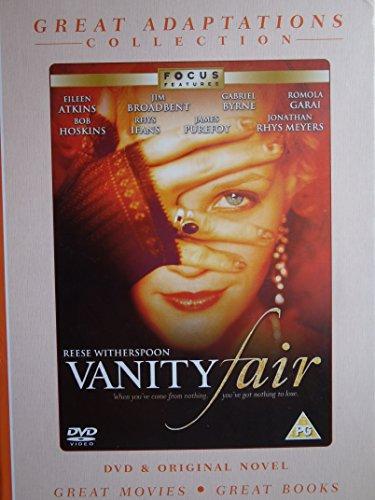 GREAT ADAPTATIONS
COLLECTION
FOCUS
FEATURES
EILEEN ATKINS
JIM BROADBENT
GABRIEL BYRNE
ROMOLA GARAI
BOB HOSKINS
RHYS IFANS
JAMES PUREFOY
JONATHAN RHYS MEYERS
REESE WITHERSPOON
VANITY fair
When you've come from nothing, you've got nothing to lose.
DVD
VIDEO
PG
DVD & ORIGINAL NOVEL
GREAT MOVIES • GREAT BOOKS